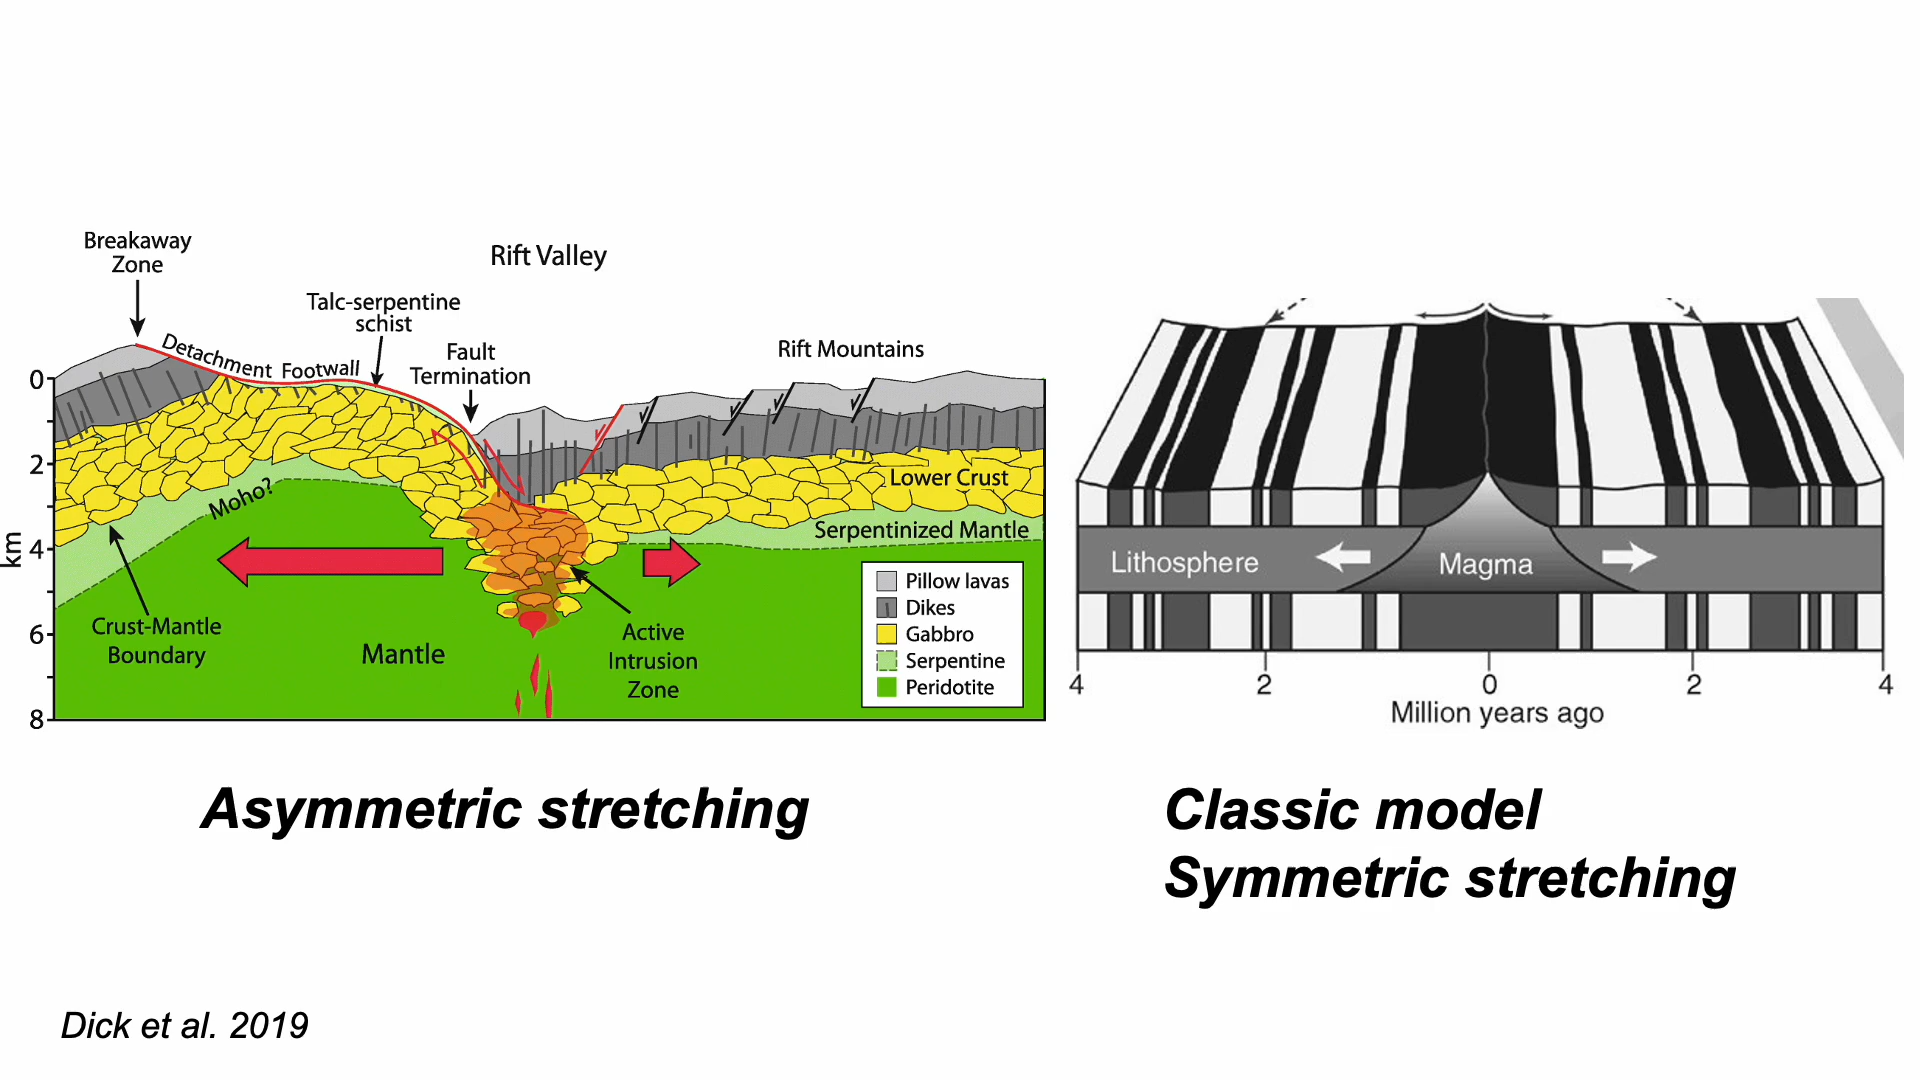 Breakaway
Zone
Rift Valley
Talc-serpentine
schist
Fault
Termination
Rift Mountains
Detachment Footwall
0
2
4
6
8
km
Moho?
Lower Crust
Serpentinized Mantle
Crust-Mantle
Boundary
Mantle
Active
Intrusion
Zone
Pillow lavas
Dikes
Gabbro
Serpentine
Peridotite
Lithosphere
Magma
4 2 0 2 4
Million years ago
Asymmetric stretching
Classic model
Symmetric stretching
Dick et al. 2019